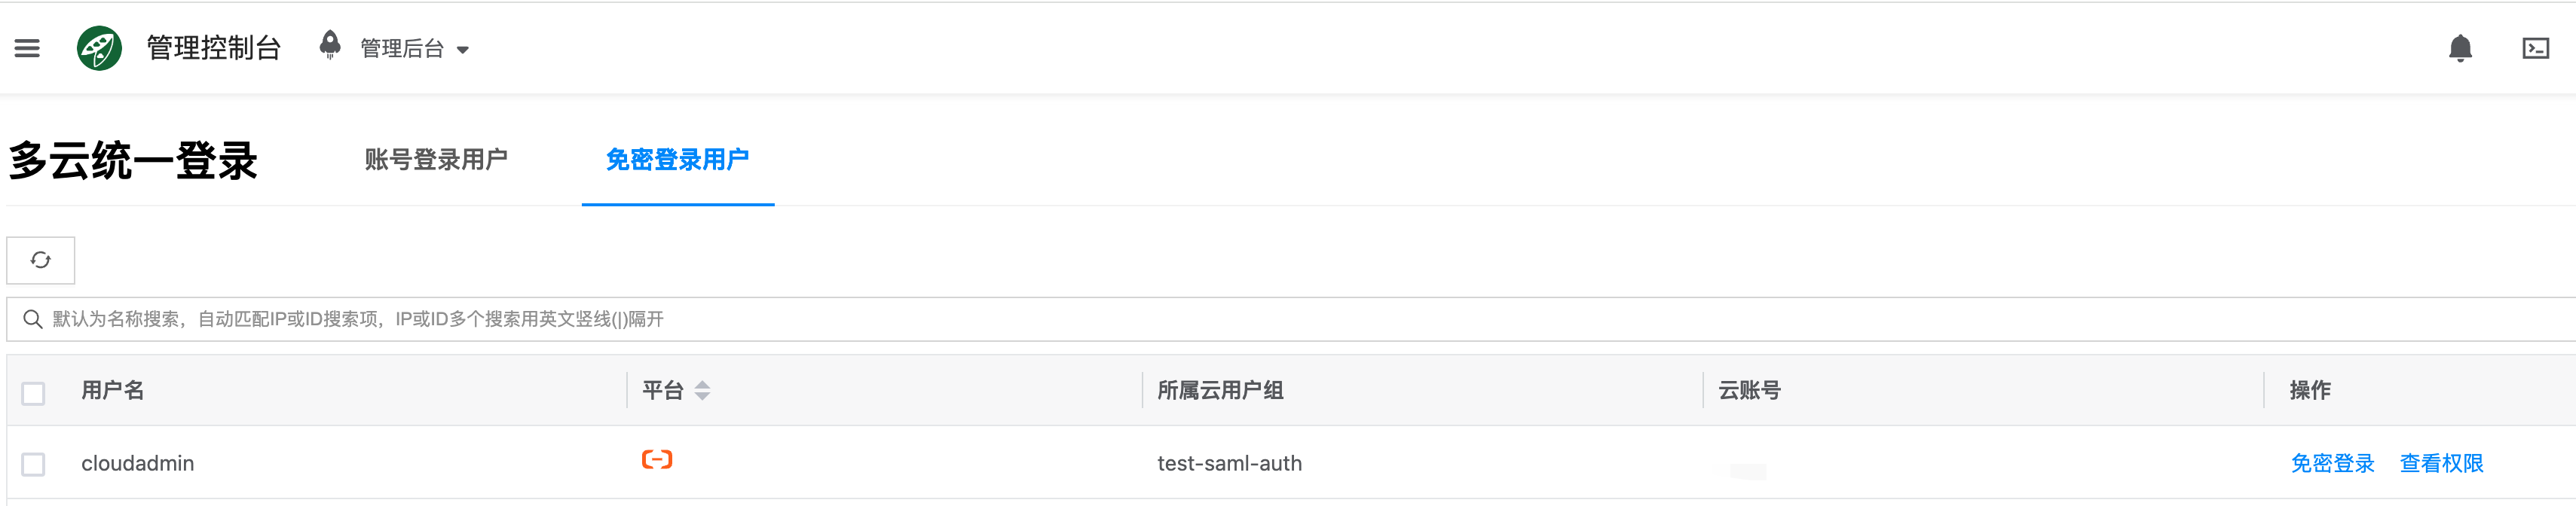 管理控制台 管理后台
多云统一登录 账号登录用户 免密登录用户
默认为名称搜索，自动匹配IP或ID搜索项，IP或ID多个搜索用英文竖线(|)隔开
用户名 平台 所属云用户组 云账号 操作
cloudadmin test-saml-auth 免密登录 查看权限